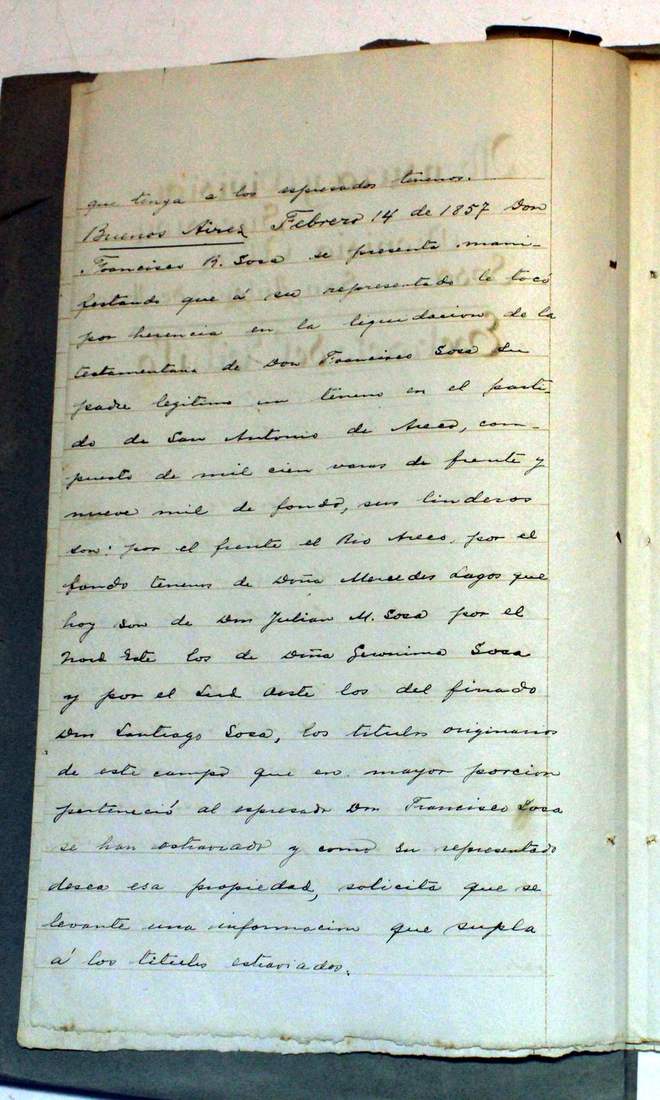 que tenga á los espresados terrenos.
Buenos Aires Febrero 14 de 1857 Don
Francisco R. Sosa se presenta mani-
festando que á su representado le tocó
por herencia en la liquidacion de la
testamentaria de Don Francisco Sosa su
padre legitimo un terreno en el parti-
do de San Antonio de Areco, com-
puesto de mil cien varas de frente y
nueve mil de fondo, sus linderos
son: por el frente el Rio Areco, por el
fondo terrenos de Doña Mercedes Lagos que
hoy son de Don Julian M. Sosa por el
Nord Este los de Doña Geronima Sosa
y por el Sud Oeste los del finado
Don Santiago Sosa, los titulos originarios
de este campo que en mayor porcion
perteneció al espresado Don Francisco Sosa
se han estraviado y como su representado
desea esa propiedad, solicita que se
levante una informacion que supla
á los titulos estraviados.